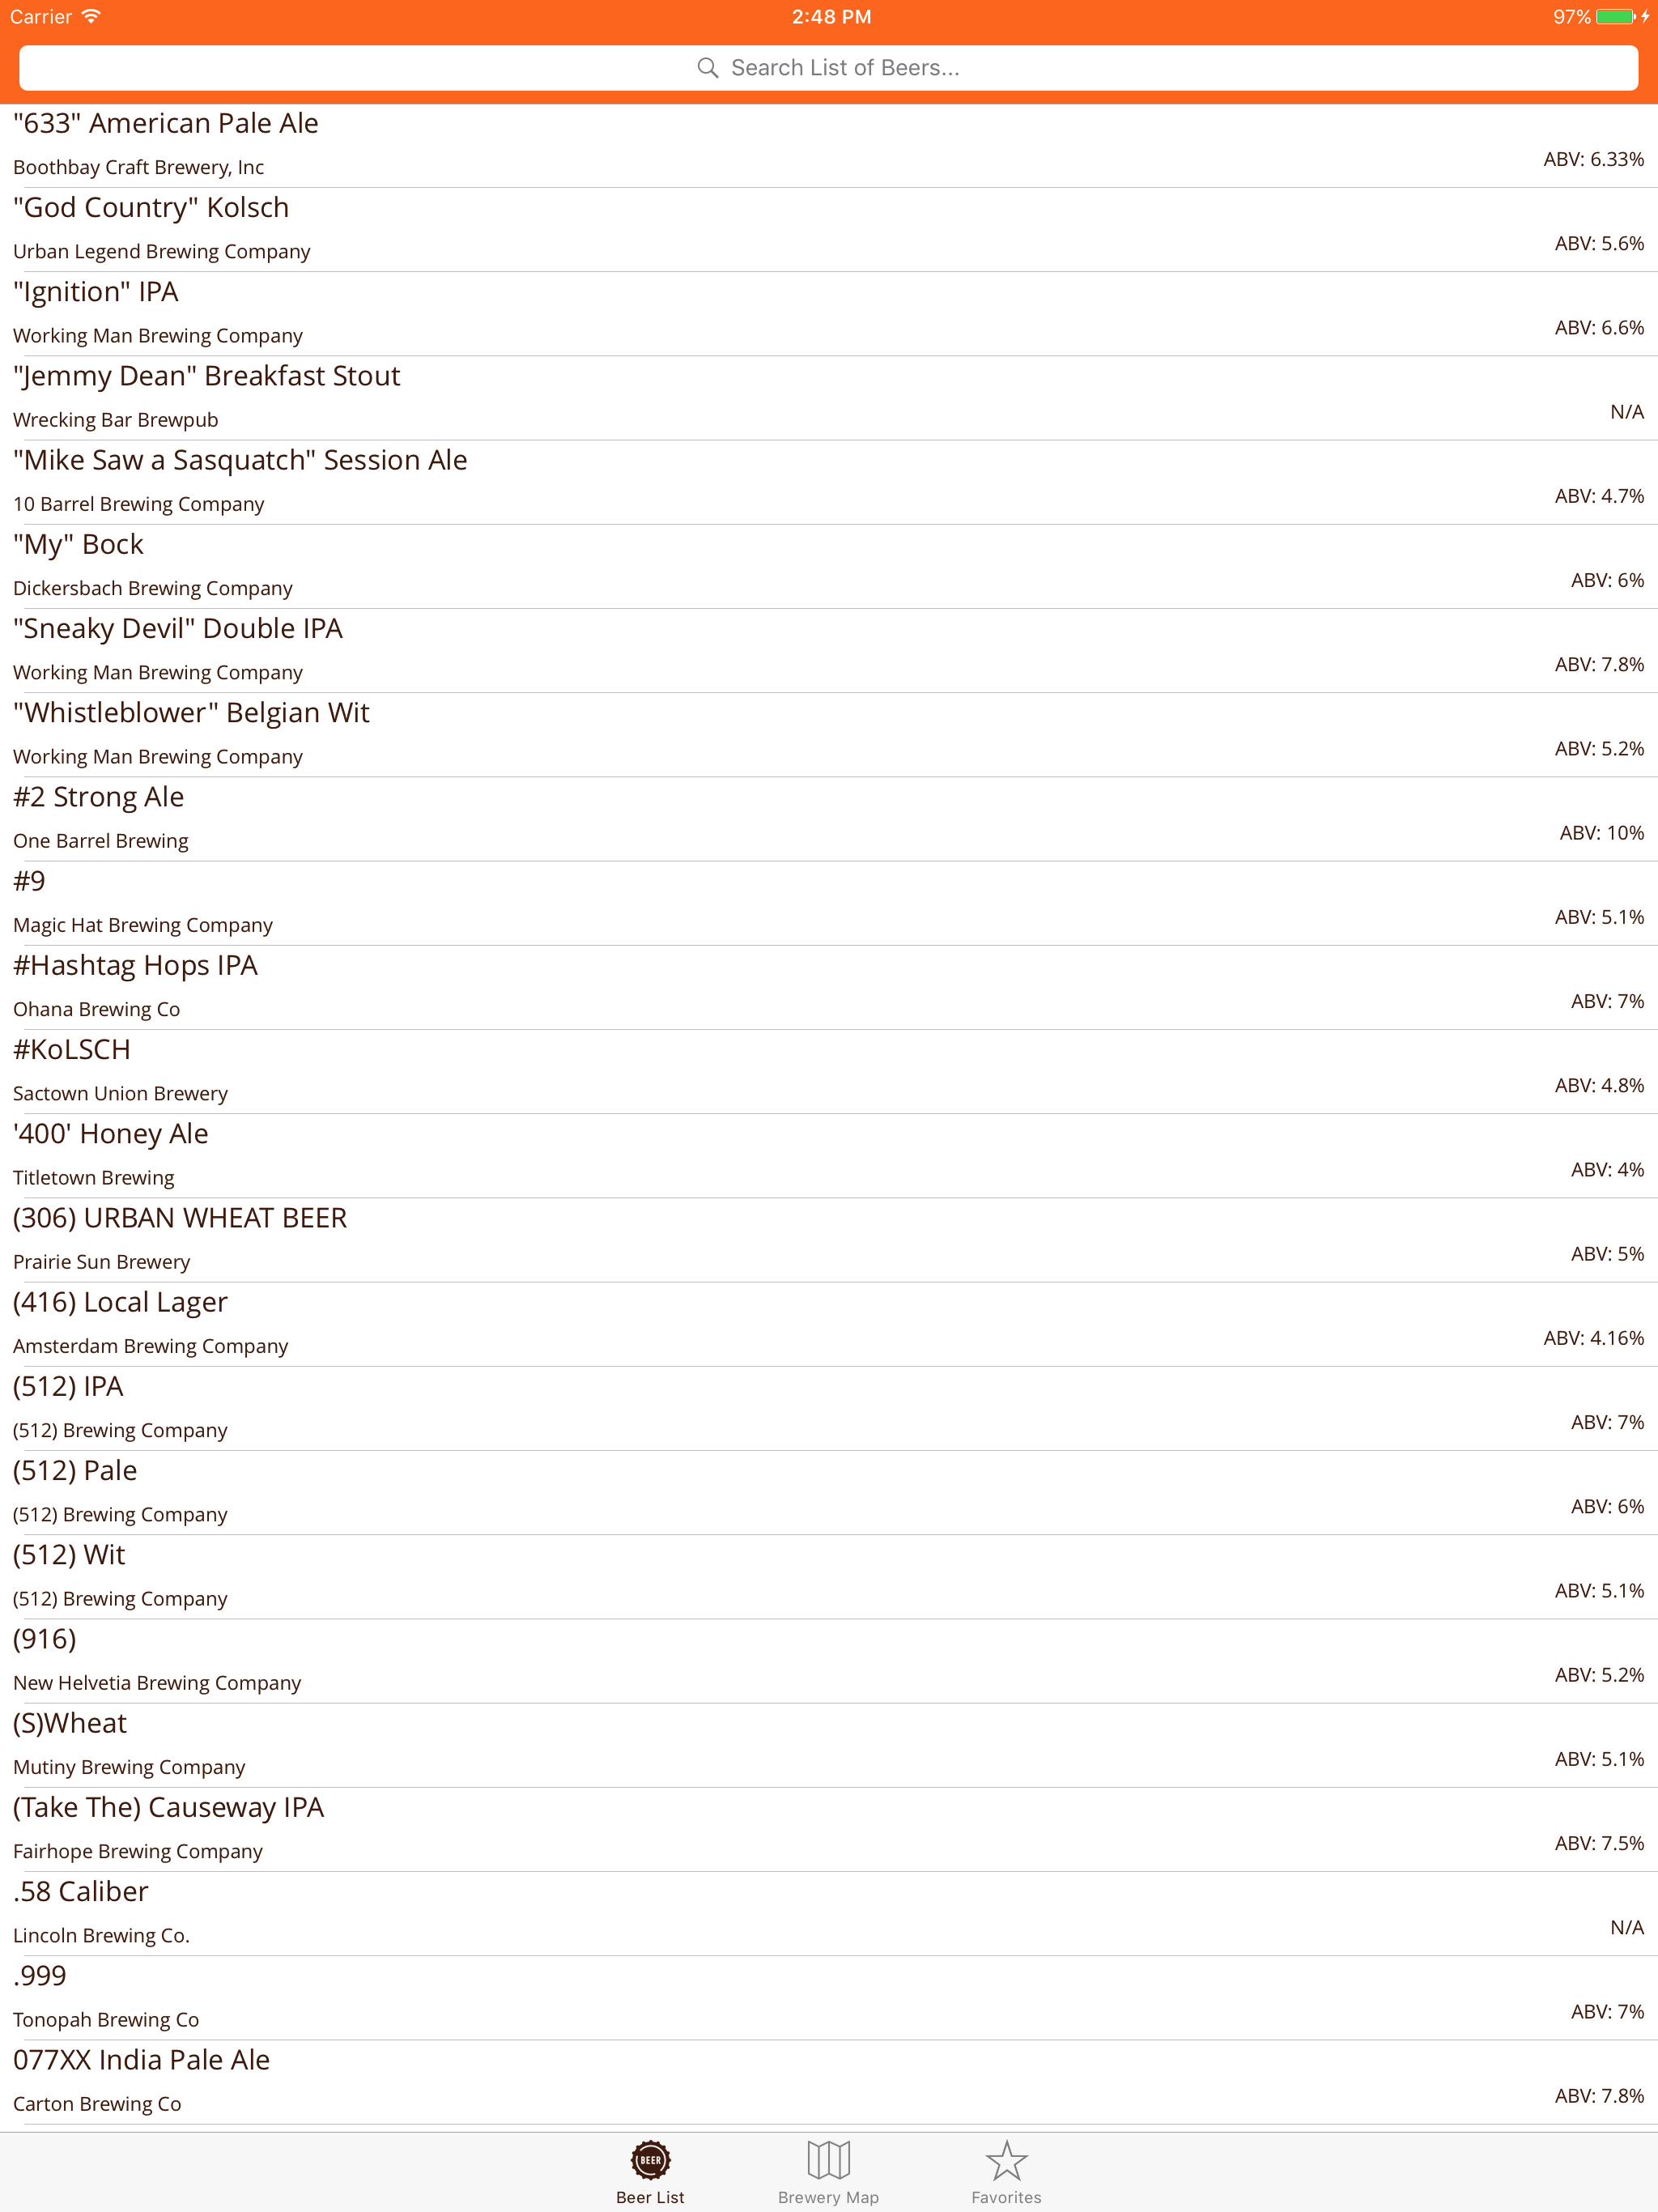 Carrier 2:48 PM 97%
Search List of Beers...
"633" American Pale Ale
Boothbay Craft Brewery, Inc ABV: 6.33%
"God Country" Kolsch
Urban Legend Brewing Company ABV: 5.6%
"Ignition" IPA
Working Man Brewing Company ABV: 6.6%
"Jemmy Dean" Breakfast Stout
Wrecking Bar Brewpub N/A
"Mike Saw a Sasquatch" Session Ale
10 Barrel Brewing Company ABV: 4.7%
"My" Bock
Dickersbach Brewing Company ABV: 6%
"Sneaky Devil" Double IPA
Working Man Brewing Company ABV: 7.8%
"Whistleblower" Belgian Wit
Working Man Brewing Company ABV: 5.2%
#2 Strong Ale
One Barrel Brewing ABV: 10%
#9
Magic Hat Brewing Company ABV: 5.1%
#Hashtag Hops IPA
Ohana Brewing Co ABV: 7%
#KoLSCH
Sactown Union Brewery ABV: 4.8%
'400' Honey Ale
Titletown Brewing ABV: 4%
(306) URBAN WHEAT BEER
Prairie Sun Brewery ABV: 5%
(416) Local Lager
Amsterdam Brewing Company ABV: 4.16%
(512) IPA
(512) Brewing Company ABV: 7%
(512) Pale
(512) Brewing Company ABV: 6%
(512) Wit
(512) Brewing Company ABV: 5.1%
(916)
New Helvetia Brewing Company ABV: 5.2%
(S)Wheat
Mutiny Brewing Company ABV: 5.1%
(Take The) Causeway IPA
Fairhope Brewing Company ABV: 7.5%
.58 Caliber
Lincoln Brewing Co. N/A
.999
Tonopah Brewing Co ABV: 7%
077XX India Pale Ale
Carton Brewing Co ABV: 7.8%
BEER
Beer List Brewery Map Favorites